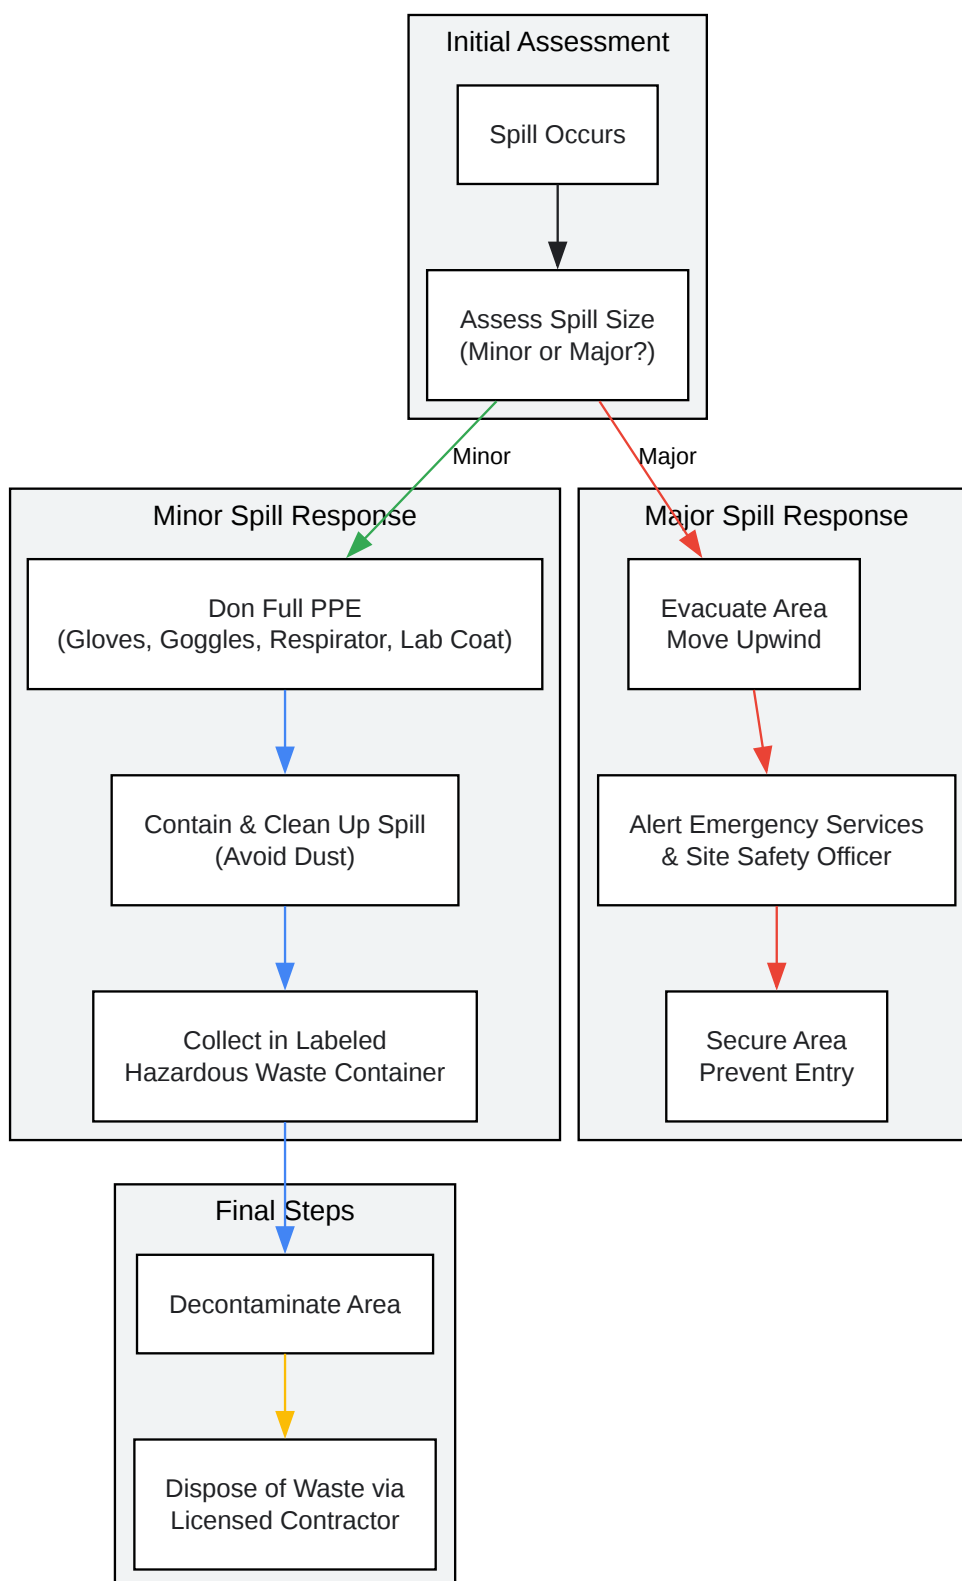 Initial Assessment
Spill Occurs
Assess Spill Size
(Minor or Major?)
Minor
Major
Minor Spill Response
Don Full PPE
(Gloves, Goggles, Respirator, Lab Coat)
Contain & Clean Up Spill
(Avoid Dust)
Collect in Labeled
Hazardous Waste Container
Major Spill Response
Evacuate Area
Move Upwind
Alert Emergency Services
& Site Safety Officer
Secure Area
Prevent Entry
Final Steps
Decontaminate Area
Dispose of Waste via
Licensed Contractor